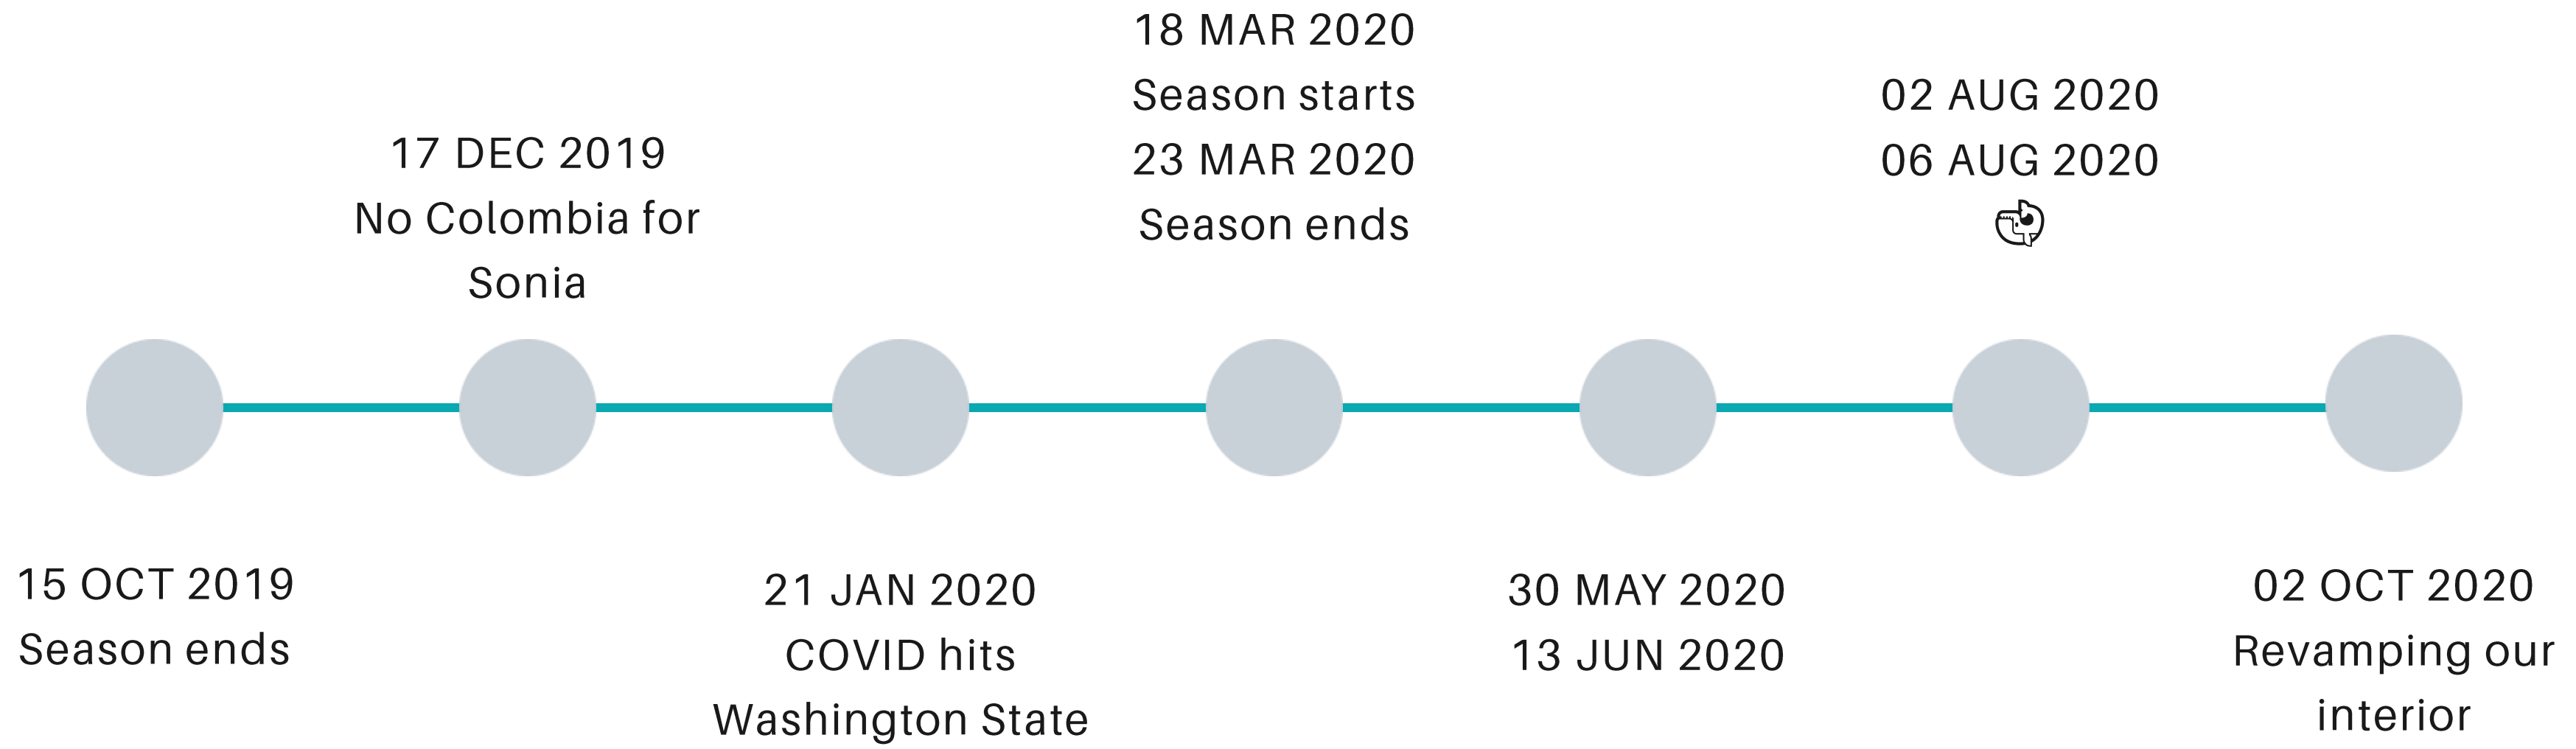 15 OCT 2019
Season ends
17 DEC 2019
No Colombia for
Sonia
21 JAN 2020
COVID hits
Washington State
18 MAR 2020
Season starts
23 MAR 2020
Season ends
30 MAY 2020
13 JUN 2020
02 AUG 2020
06 AUG 2020
02 OCT 2020
Revamping our
interior